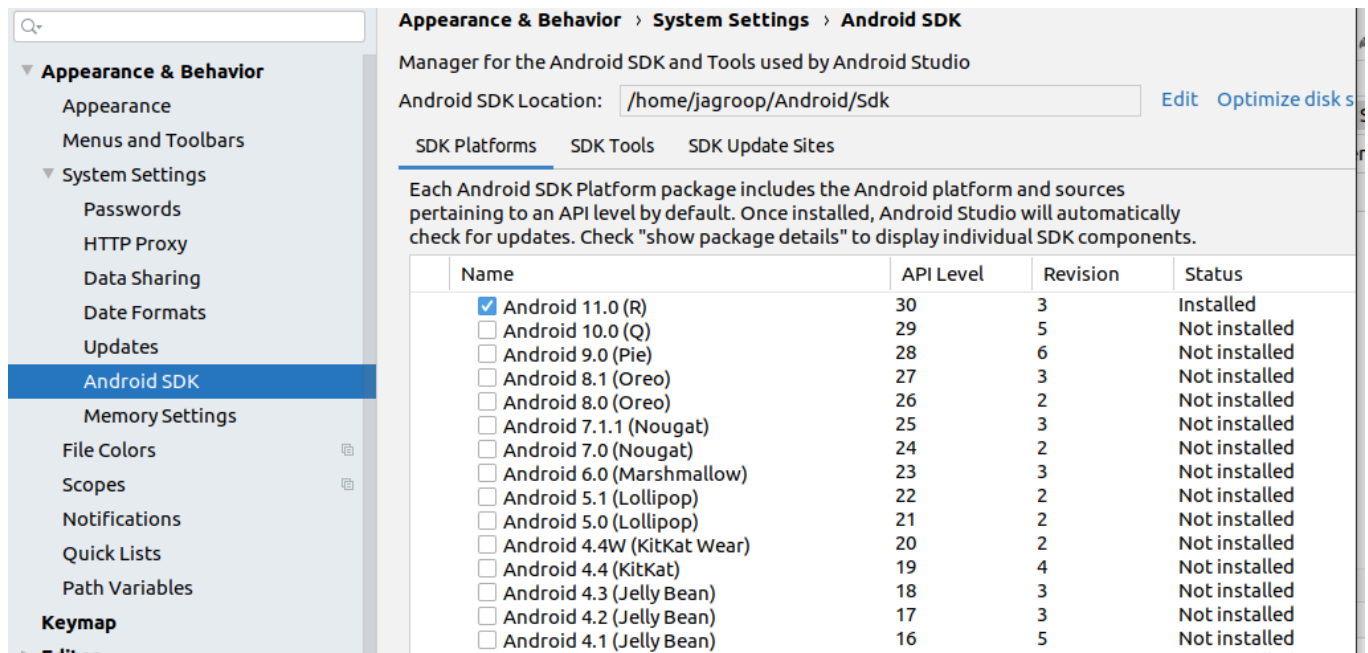 Appearance & Behavior › System Settings › Android SDK
Appearance & Behavior
Appearance
Menus and Toolbars
System Settings
Passwords
HTTP Proxy
Data Sharing
Date Formats
Updates
Android SDK
Memory Settings
File Colors
Scopes
Notifications
Quick Lists
Path Variables
Keymap
Manager for the Android SDK and Tools used by Android Studio
Android SDK Location: /home/jagroop/Android/Sdk Edit Optimize disk s
SDK Platforms SDK Tools SDK Update Sites
Each Android SDK Platform package includes the Android platform and sources
pertaining to an API level by default. Once installed, Android Studio will automatically
check for updates. Check "show package details" to display individual SDK components.
Name API Level Revision Status
Android 11.0 (R) 30 3 Installed
Android 10.0 (Q) 29 5 Not installed
Android 9.0 (Pie) 28 6 Not installed
Android 8.1 (Oreo) 27 3 Not installed
Android 8.0 (Oreo) 26 2 Not installed
Android 7.1.1 (Nougat) 25 3 Not installed
Android 7.0 (Nougat) 24 2 Not installed
Android 6.0 (Marshmallow) 23 3 Not installed
Android 5.1 (Lollipop) 22 2 Not installed
Android 5.0 (Lollipop) 21 2 Not installed
Android 4.4W (KitKat Wear) 20 2 Not installed
Android 4.4 (KitKat) 19 4 Not installed
Android 4.3 (Jelly Bean) 18 3 Not installed
Android 4.2 (Jelly Bean) 17 3 Not installed
Android 4.1 (Jelly Bean) 16 5 Not installed